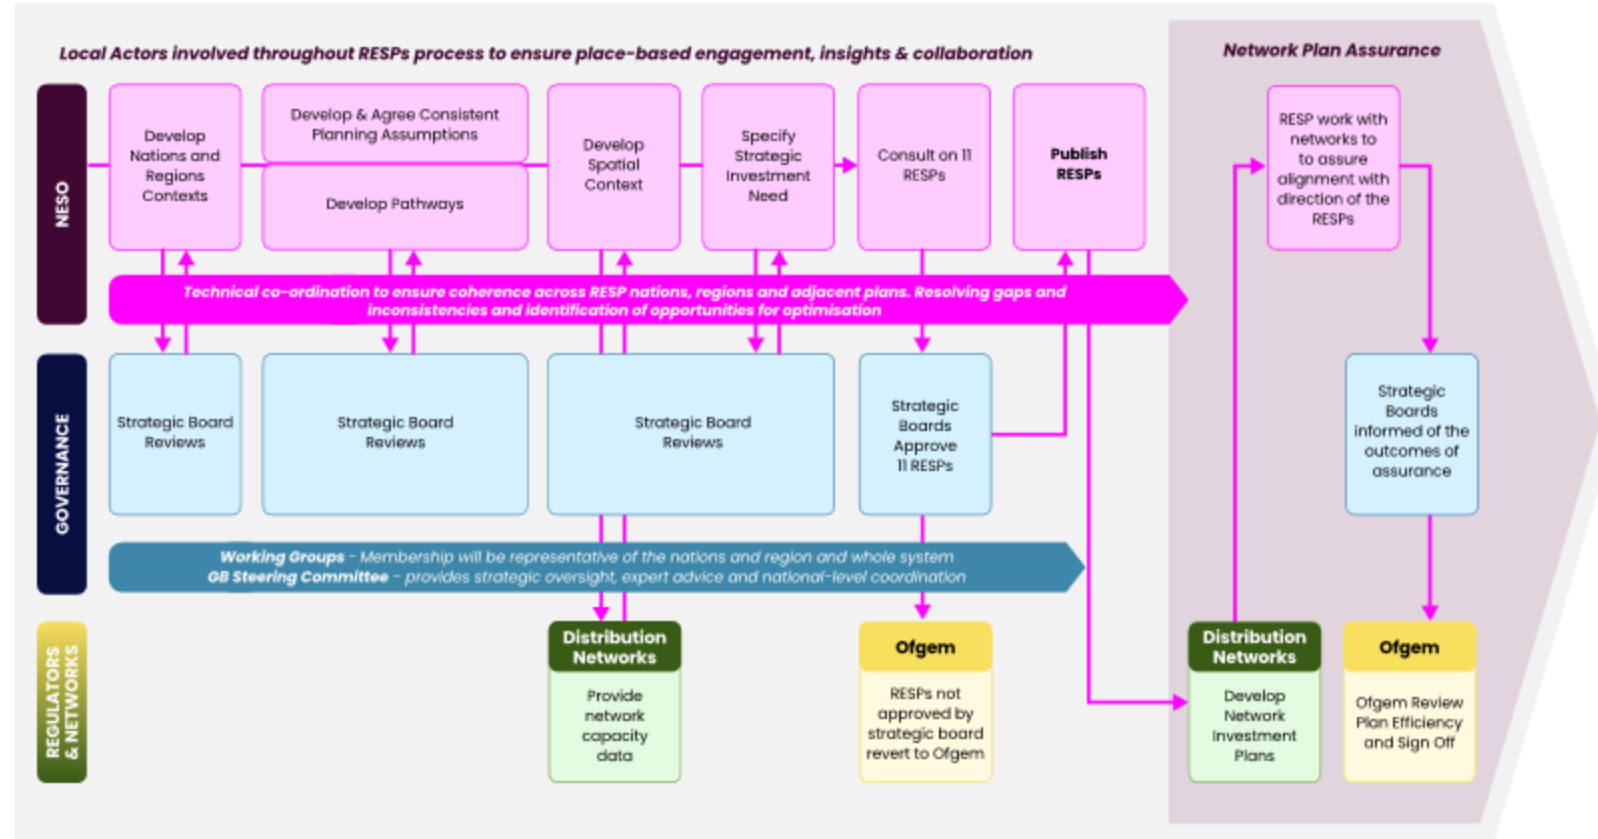 Local Actors involved throughout RESPs process to ensure place-based engagement, insights & collaboration
Network Plan Assurance
NESO
Develop
Nations and
Regions
Contexts
Develop & Agree Consistent
Planning Assumptions
Develop Pathways
Develop
Spatial
Context
Specify
Strategic
Investment
Need
Consult on 11
RESPs
Publish
RESPs
RESP work with
networks to
to assure
alignment with
direction of the
RESPs
Technical co-ordination to ensure coherence across RESP nations, regions and adjacent plans. Resolving gaps and
inconsistencies and identification of opportunities for optimisation
GOVERNANCE
Strategic Board
Reviews
Strategic Board
Reviews
Strategic Board
Reviews
Strategic
Boards
Approve
11 RESPs
Strategic
Boards
informed of the
outcomes of
assurance
Working Groups - Membership will be representative of the nations and region and whole system
GB Steering Committee - provides strategic oversight, expert advice and national-level coordination
REGULATORS
& NETWORKS
Distribution
Networks
Provide
network
capacity
data
Ofgem
RESPs not
approved by
strategic board
revert to Ofgem
Distribution
Networks
Develop
Network
Investment
Plans
Ofgem
Ofgem Review
Plan Efficiency
and Sign Off